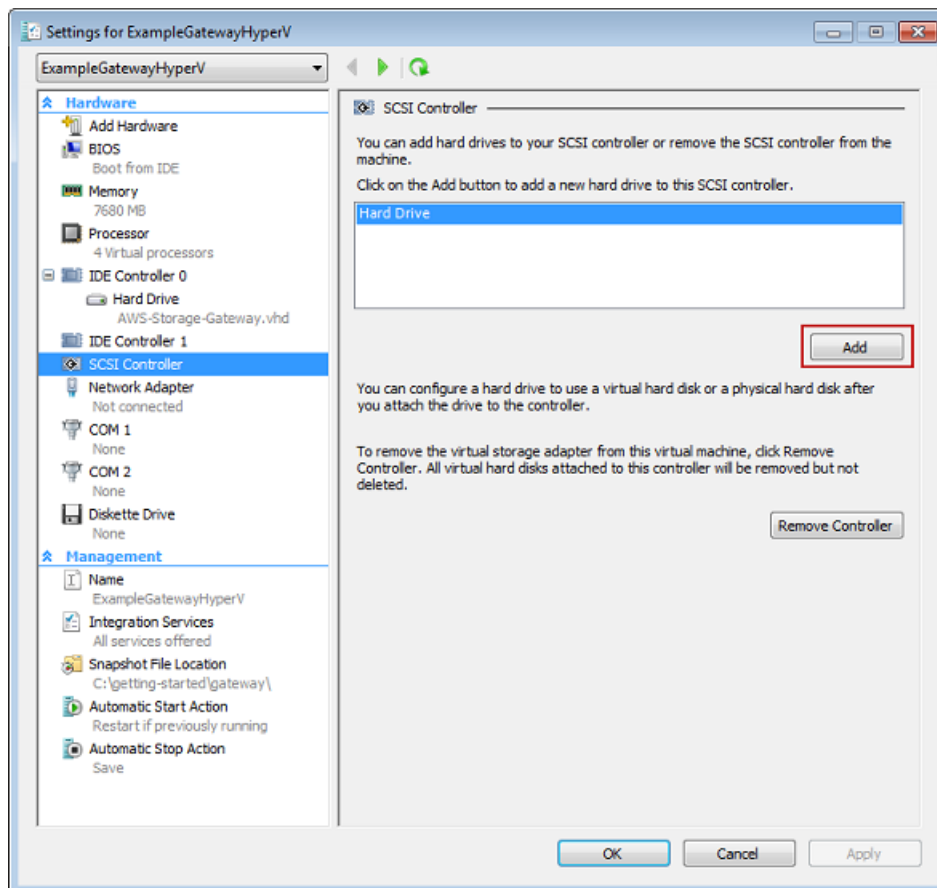 Settings for ExampleGatewayHyperV
ExampleGatewayHyperV
Hardware
Add Hardware
BIOS
Boot from IDE
Memory
7680 MB
Processor
4 Virtual processors
IDE Controller 0
Hard Drive
AWS-Storage-Gateway.vhd
IDE Controller 1
SCSI Controller
Network Adapter
Not connected
COM 1
None
COM 2
None
Diskette Drive
None
Management
Name
ExampleGatewayHyperV
Integration Services
All services offered
Snapshot File Location
C:\getting-started\gateway\
Automatic Start Action
Restart if previously running
Automatic Stop Action
Save
SCSI Controller
You can add hard drives to your SCSI controller or remove the SCSI controller from the
machine.
Click on the Add button to add a new hard drive to this SCSI controller.
Hard Drive
Add
You can configure a hard drive to use a virtual hard disk or a physical hard disk after
you attach the drive to the controller.
To remove the virtual storage adapter from this virtual machine, click Remove
Controller. All virtual hard disks attached to this controller will be removed but not
deleted.
Remove Controller
OK
Cancel
Apply